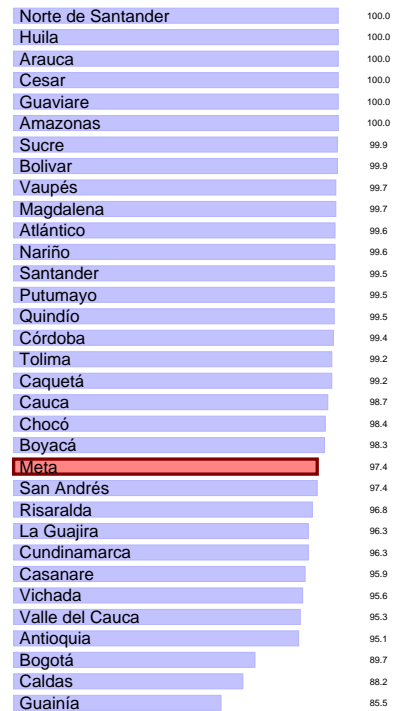 Norte de Santander 100.0
Huila 100.0
Arauca 100.0
Cesar 100.0
Guaviare 100.0
Amazonas 100.0
Sucre 99.9
Bolivar 99.9
Vaupés 99.7
Magdalena 99.7
Atlántico 99.6
Nariño 99.6
Santander 99.5
Putumayo 99.5
Quindío 99.5
Córdoba 99.4
Tolima 99.2
Caquetá 99.2
Cauca 98.7
Chocó 98.4
Boyacá 98.3
Meta 97.4
San Andrés 97.4
Risaralda 96.8
La Guajira 96.3
Cundinamarca 96.3
Casanare 95.9
Vichada 95.6
Valle del Cauca 95.3
Antioquia 95.1
Bogotá 89.7
Caldas 88.2
Guainía 85.5